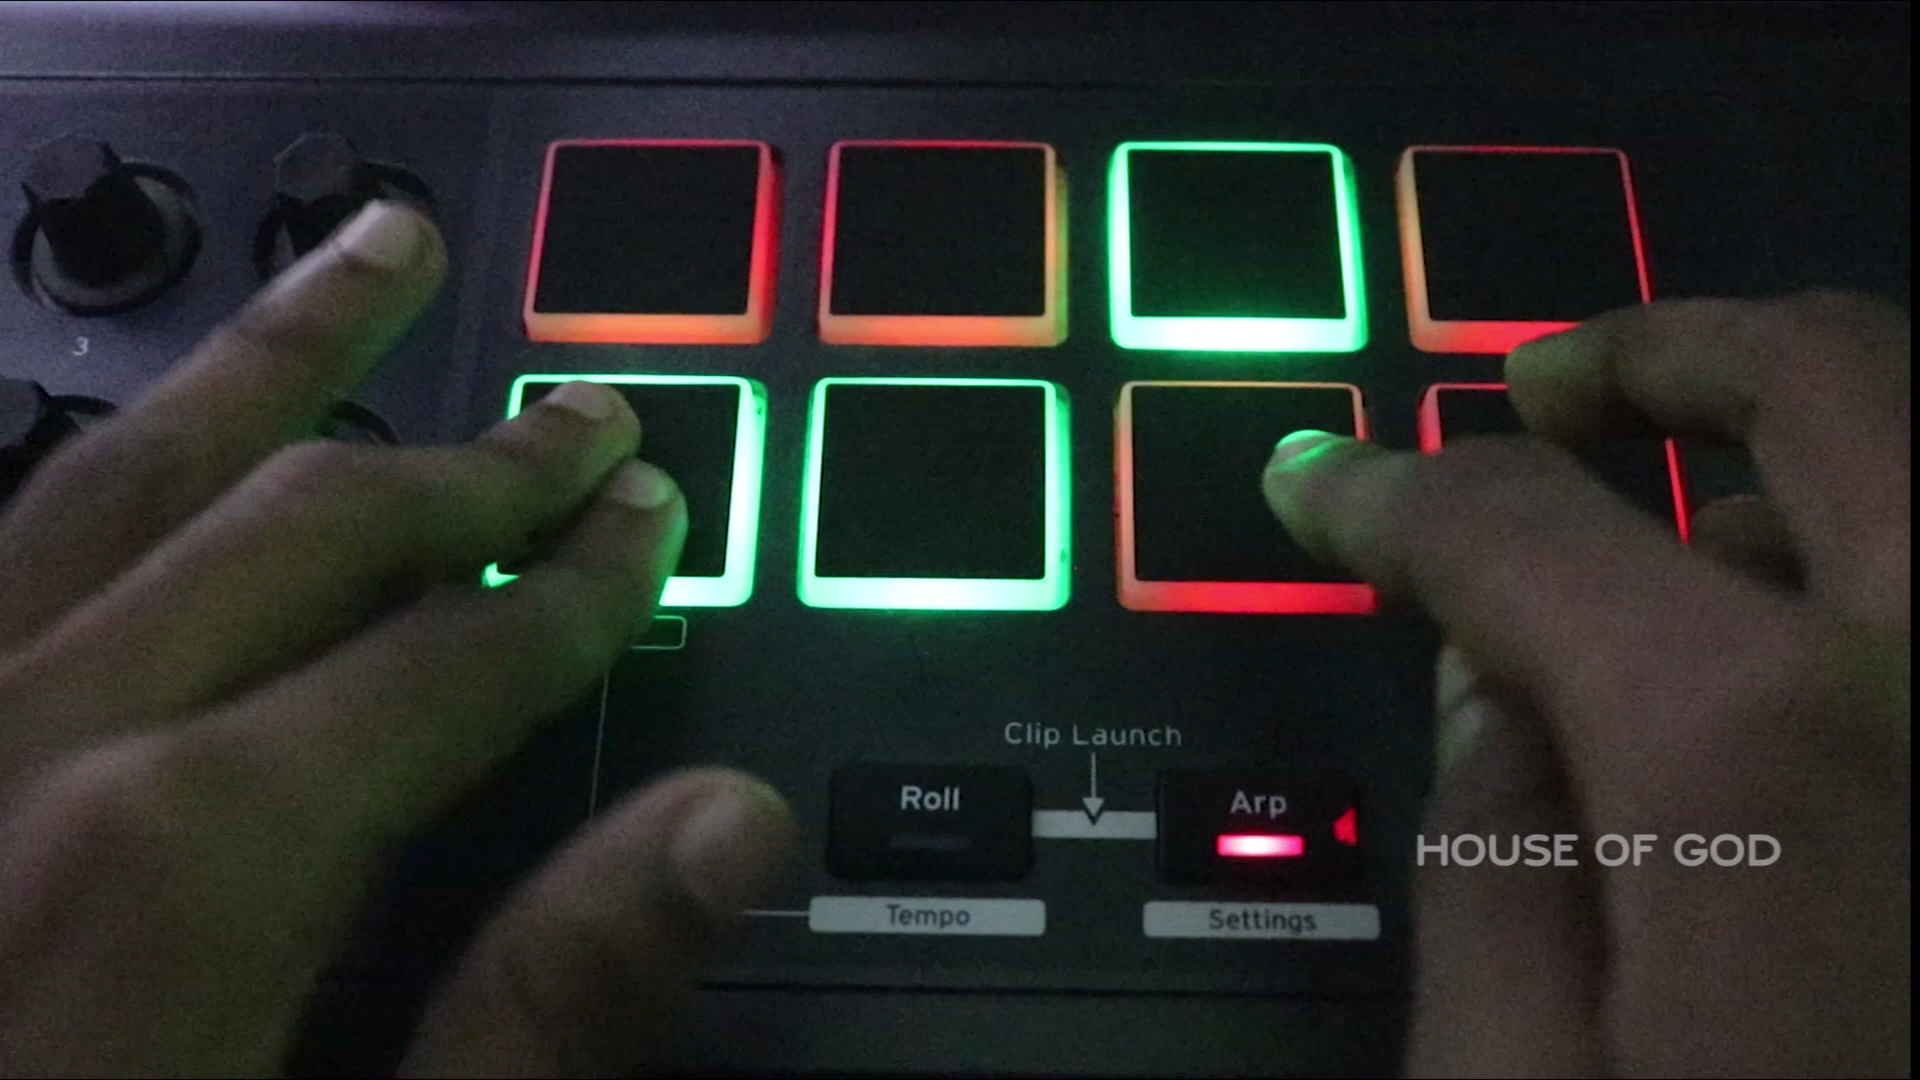 3
Clip Launch
Roll
Arp
HOUSE OF GOD
Tempo
Settings